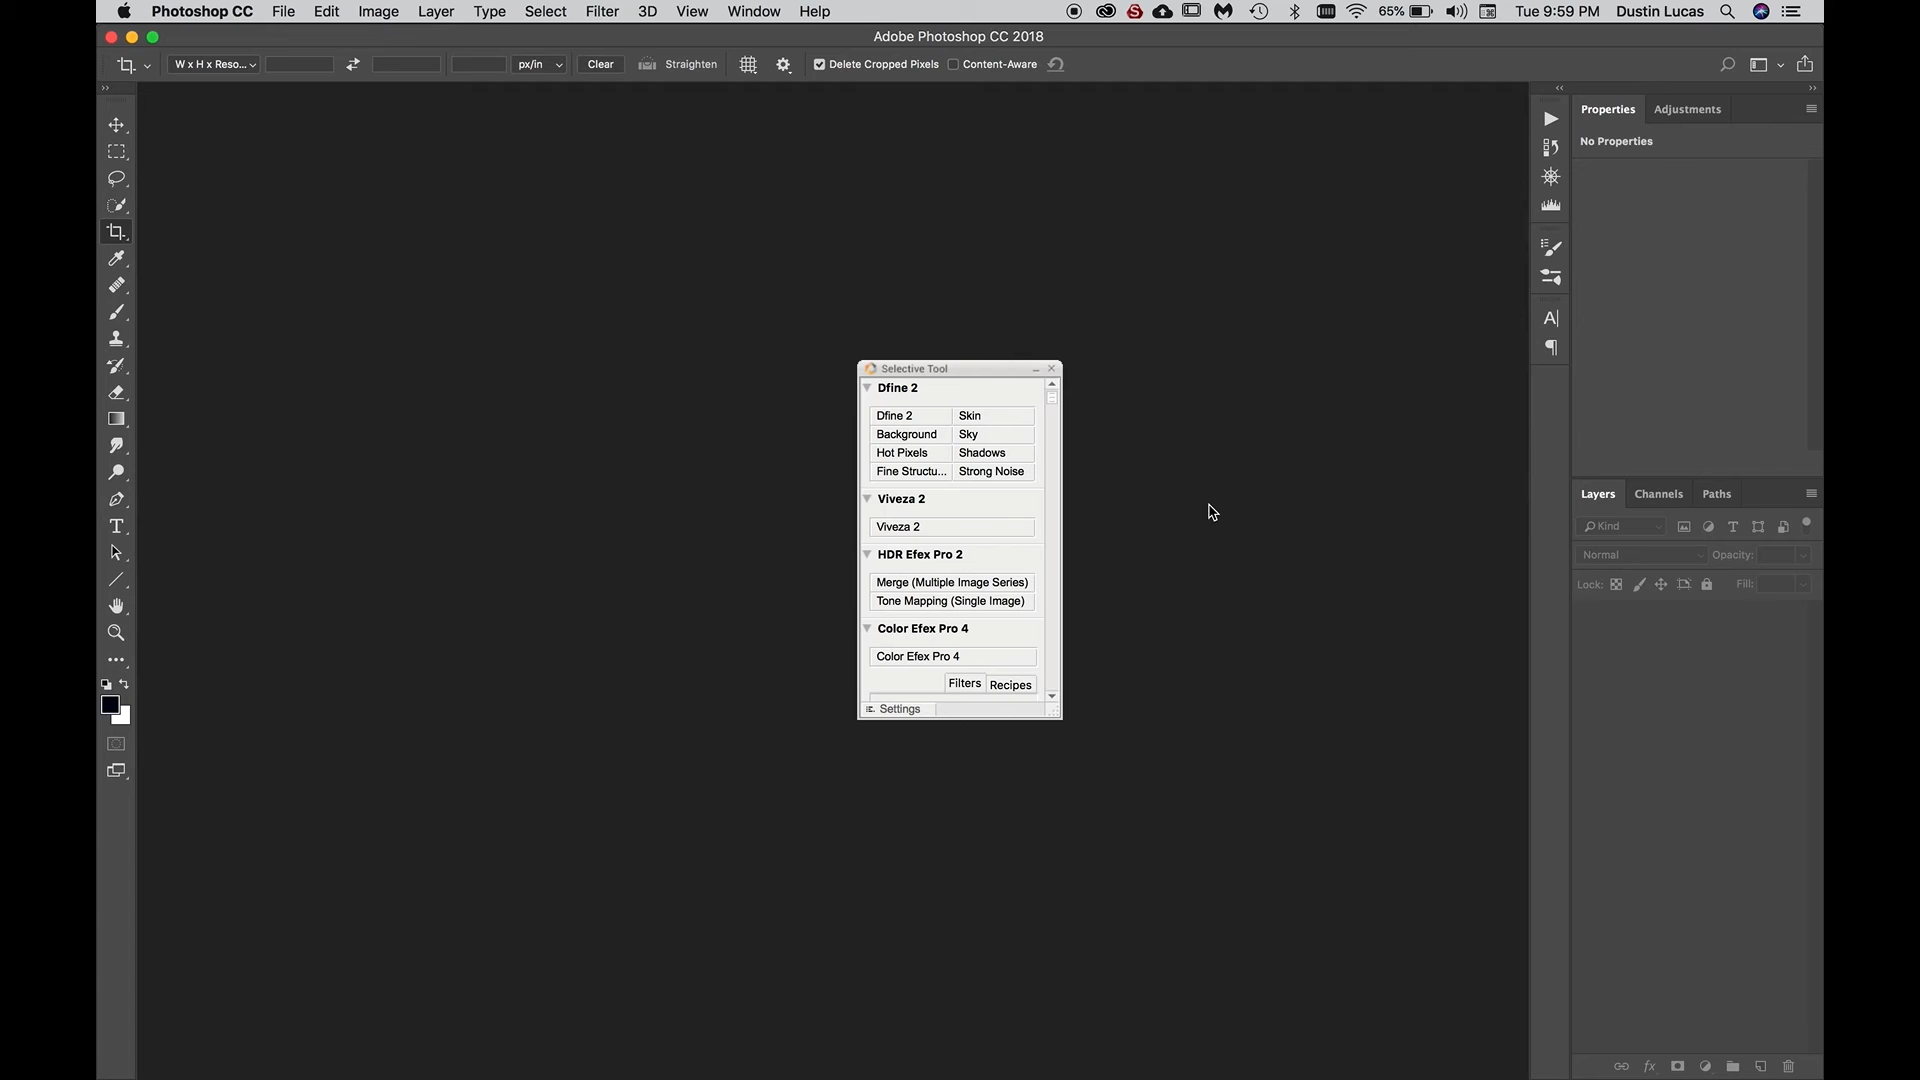 Photoshop CC File Edit Image Layer Type Select Filter 3D View Window Help 65% Tue 9:59 PM Dustin Lucas
Adobe Photoshop CC 2018
W x H x Reso... px/in Clear Straighten Delete Cropped Pixels Content-Aware
Properties Adjustments
No Properties
Selective Tool
Dfine 2
Dfine 2 Skin
Background Sky
Hot Pixels Shadows
Fine Structu... Strong Noise
Viveza 2
Viveza 2
HDR Efex Pro 2
Merge (Multiple Image Series)
Tone Mapping (Single Image)
Color Efex Pro 4
Color Efex Pro 4
Filters Recipes
Settings
Layers Channels Paths
Kind
Normal Opacity:
Lock: Fill: